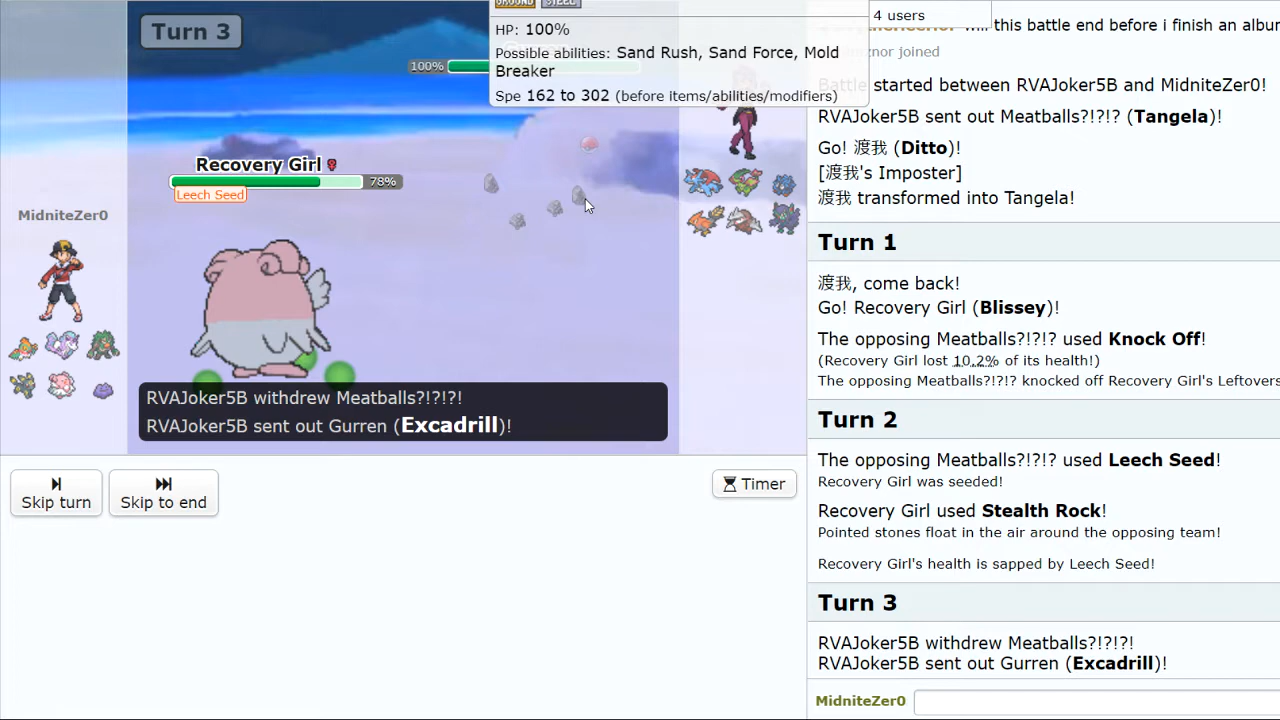 Turn 3
GROUND STEEL
HP: 100%
Possible abilities: Sand Rush, Sand Force, Mold
Breaker
Spe 162 to 302 (before items/abilities/modifiers)
100%
Recovery Girl
78%
Leech Seed
MidniteZer0
RVAJoker5B withdrew Meatballs?!?!?!
RVAJoker5B sent out Gurren (Excadrill)!
Skip turn
Skip to end
Timer
4 users
will this battle end before i finish an albu
joined
Battle started between RVAJoker5B and MidniteZer0!
RVAJoker5B sent out Meatballs?!?!? (Tangela)!
Go! 渡我 (Ditto)!
[渡我's Imposter]
渡我 transformed into Tangela!
Turn 1
渡我, come back!
Go! Recovery Girl (Blissey)!
The opposing Meatballs?!?!? used Knock Off!
(Recovery Girl lost 10.2% of its health!)
The opposing Meatballs?!?!? knocked off Recovery Girl's Leftovers
Turn 2
The opposing Meatballs?!?!? used Leech Seed!
Recovery Girl was seeded!
Recovery Girl used Stealth Rock!
Pointed stones float in the air around the opposing team!
Recovery Girl's health is sapped by Leech Seed!
Turn 3
RVAJoker5B withdrew Meatballs?!?!?!
RVAJoker5B sent out Gurren (Excadrill)!
MidniteZer0